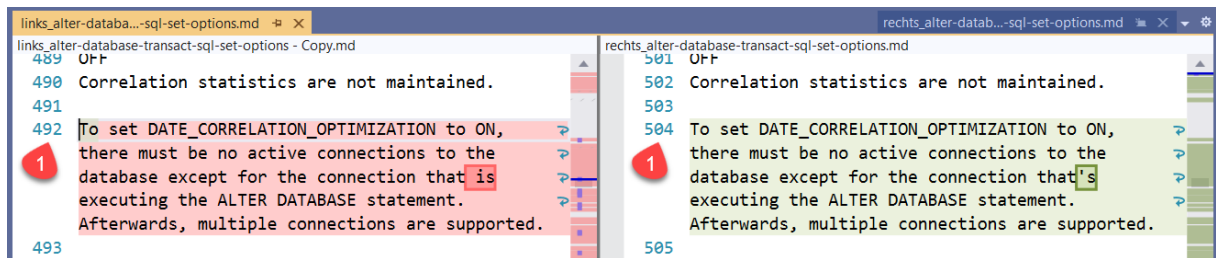 links_alter-databa...-sql-set-options.md
rechts_alter-datab...-sql-set-options.md
links_alter-database-transact-sql-set-options - Copy.md
489 OFF
490 Correlation statistics are not maintained.
491
492 To set DATE_CORRELATION_OPTIMIZATION to ON,
there must be no active connections to the
1
database except for the connection that is
executing the ALTER DATABASE statement.
Afterwards, multiple connections are supported.
493
rechts_alter-database-transact-sql-set-options.md
501 OFF
502 Correlation statistics are not maintained.
503
504 To set DATE_CORRELATION_OPTIMIZATION to ON,
there must be no active connections to the
1
database except for the connection that's
executing the ALTER DATABASE statement.
Afterwards, multiple connections are supported.
505